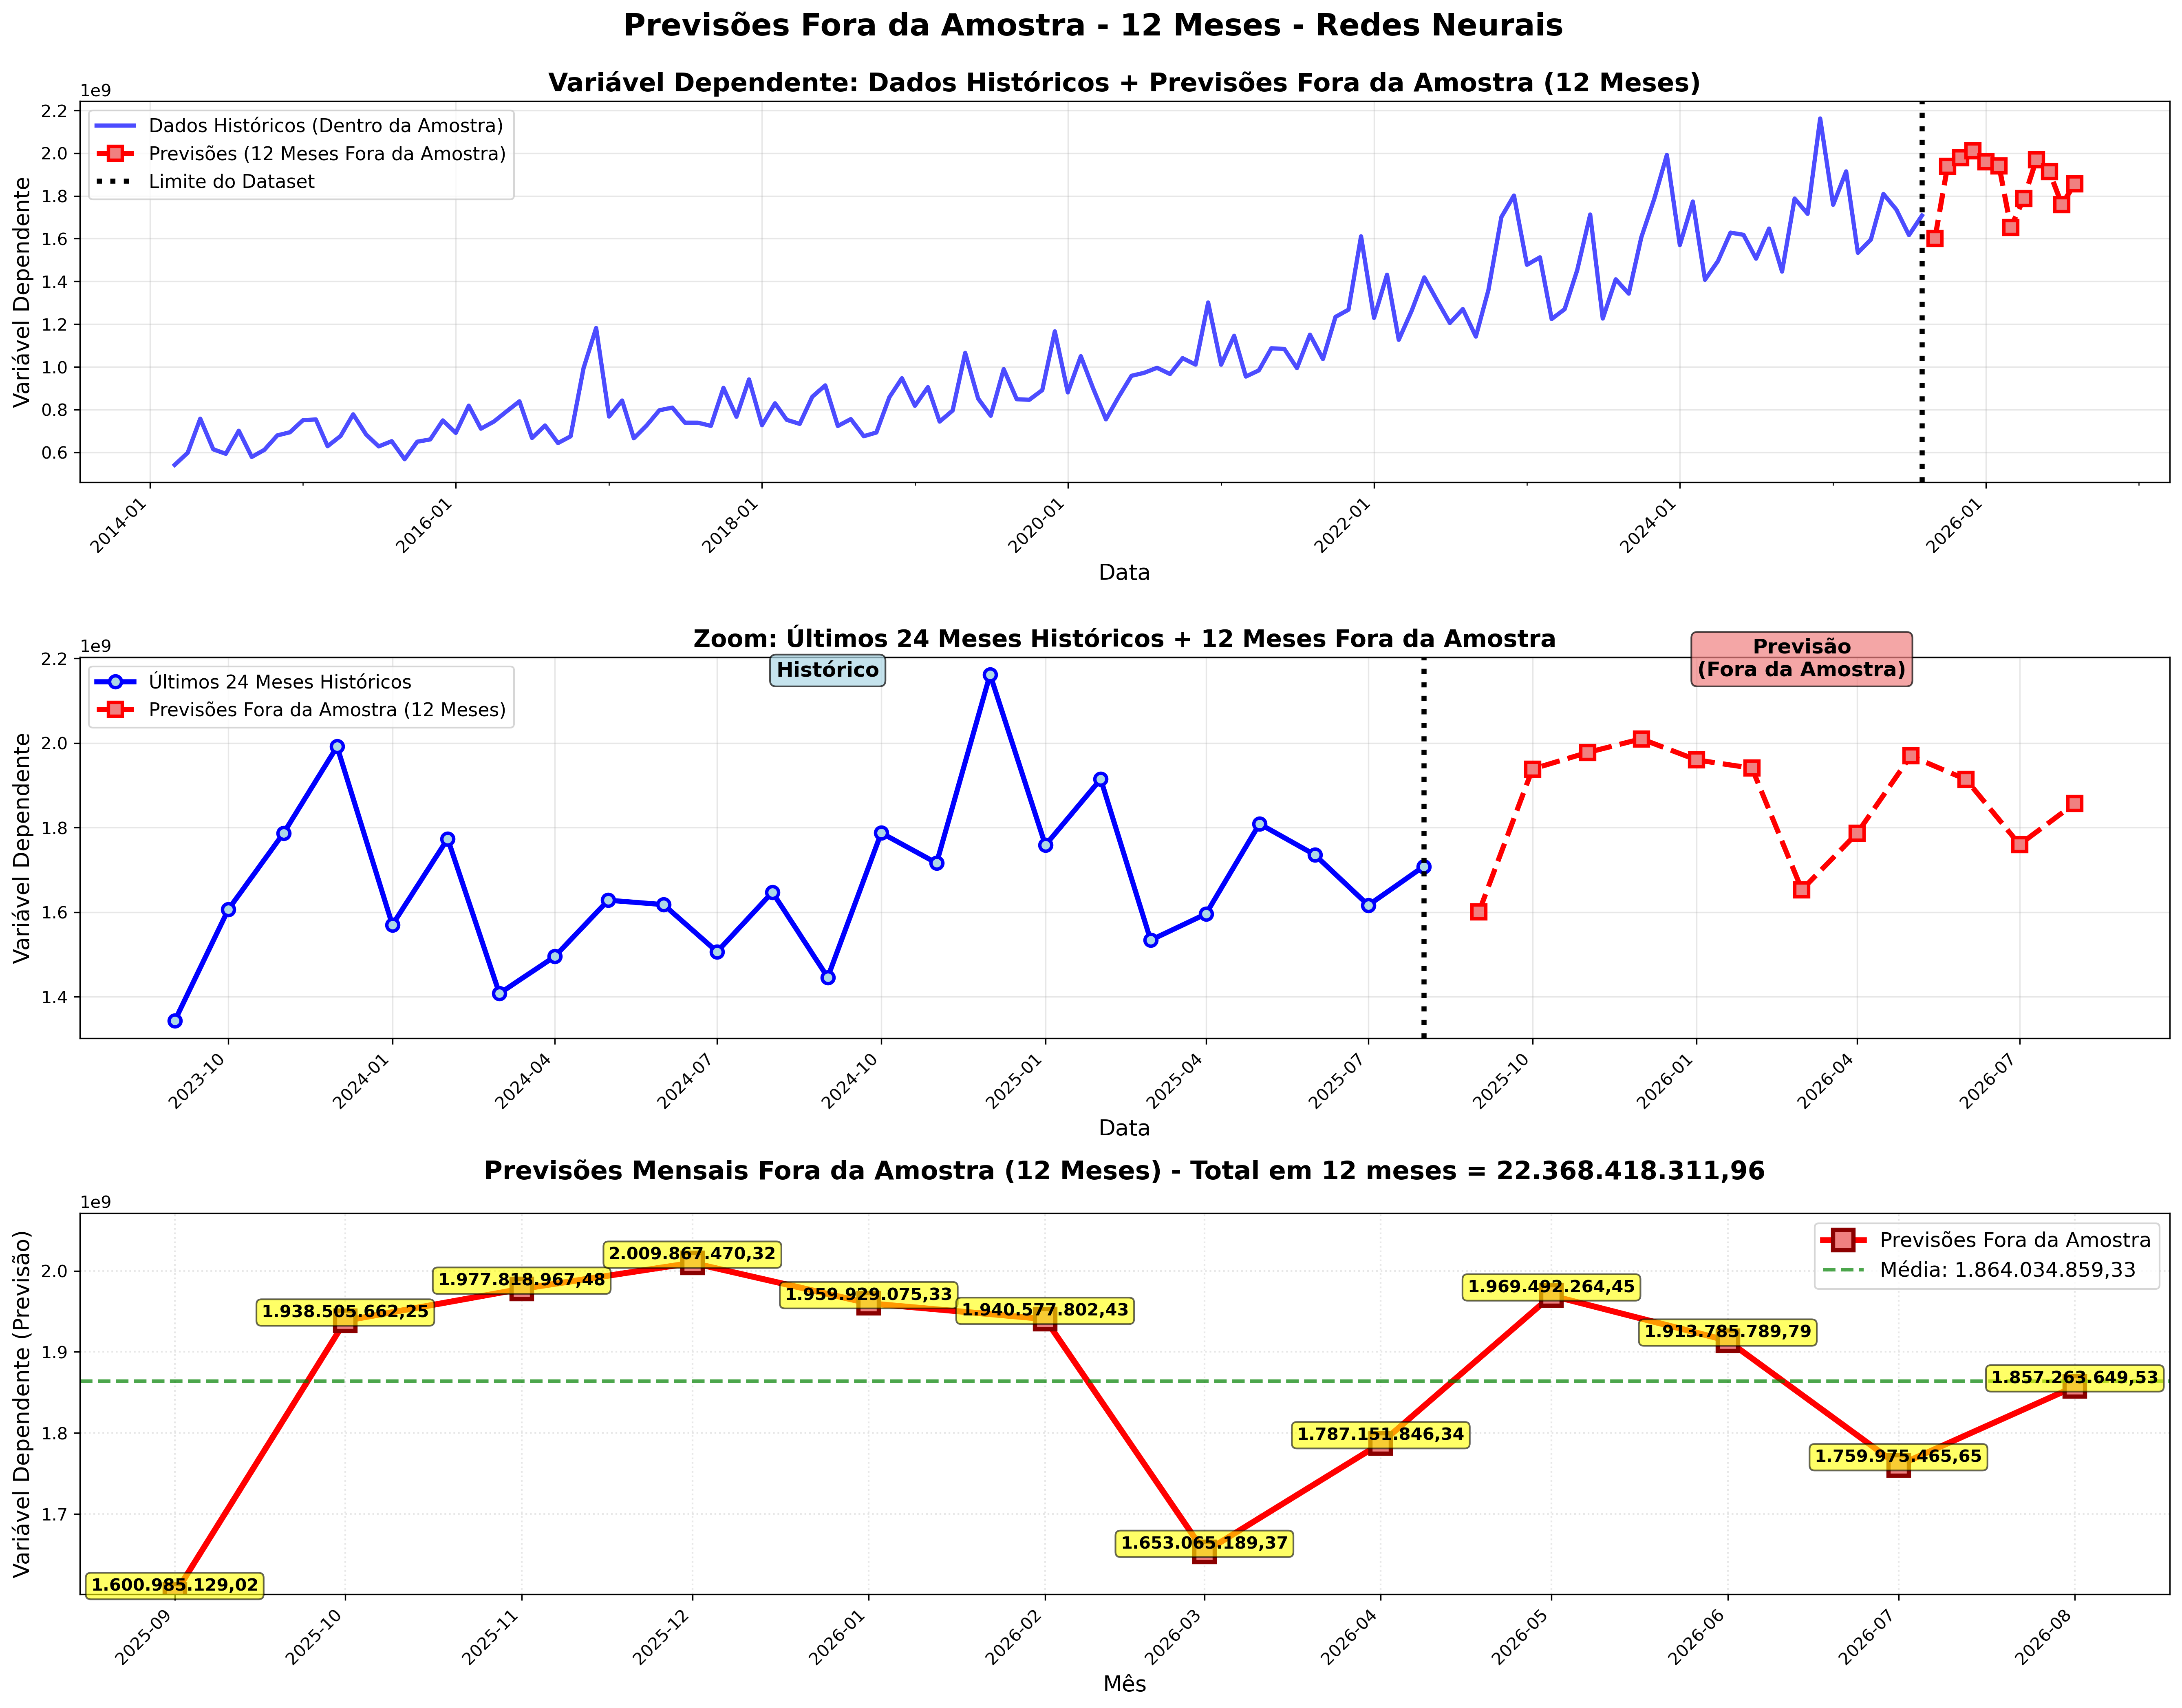 Previsões Fora da Amostra - 12 Meses - Redes Neurais
Variável Dependente: Dados Históricos + Previsões Fora da Amostra (12 Meses)
1e9
Dados Históricos (Dentro da Amostra)
Previsões (12 Meses Fora da Amostra)
Limite do Dataset
Variável Dependente
2.2
2.0
1.8
1.6
1.4
1.2
1.0
0.8
0.6
2014-01
2016-01
2018-01
2020-01
2022-01
2024-01
2026-01
Data
Zoom: Últimos 24 Meses Históricos + 12 Meses Fora da Amostra
1e9
Últimos 24 Meses Históricos
Previsões Fora da Amostra (12 Meses)
Histórico
Previsão
(Fora da Amostra)
Variável Dependente
2.2
2.0
1.8
1.6
1.4
2023-10
2024-01
2024-04
2024-07
2024-10
2025-01
2025-04
2025-07
2025-10
2026-01
2026-04
2026-07
Data
Previsões Mensais Fora da Amostra (12 Meses) - Total em 12 meses = 22.368.418.311,96
1e9
Previsões Fora da Amostra
Média: 1.864.034.859,33
Variável Dependente (Previsão)
2.0
1.9
1.8
1.7
1.600.985.129,02
1.938.505.662,25
1.977.818.967,48
2.009.867.470,32
1.959.929.075,33
1.940.577.802,43
1.653.065.189,37
1.787.151.846,34
1.969.492.264,45
1.913.785.789,79
1.759.975.465,65
1.857.263.649,53
2025-09
2025-10
2025-11
2025-12
2026-01
2026-02
2026-03
2026-04
2026-05
2026-06
2026-07
2026-08
Mês